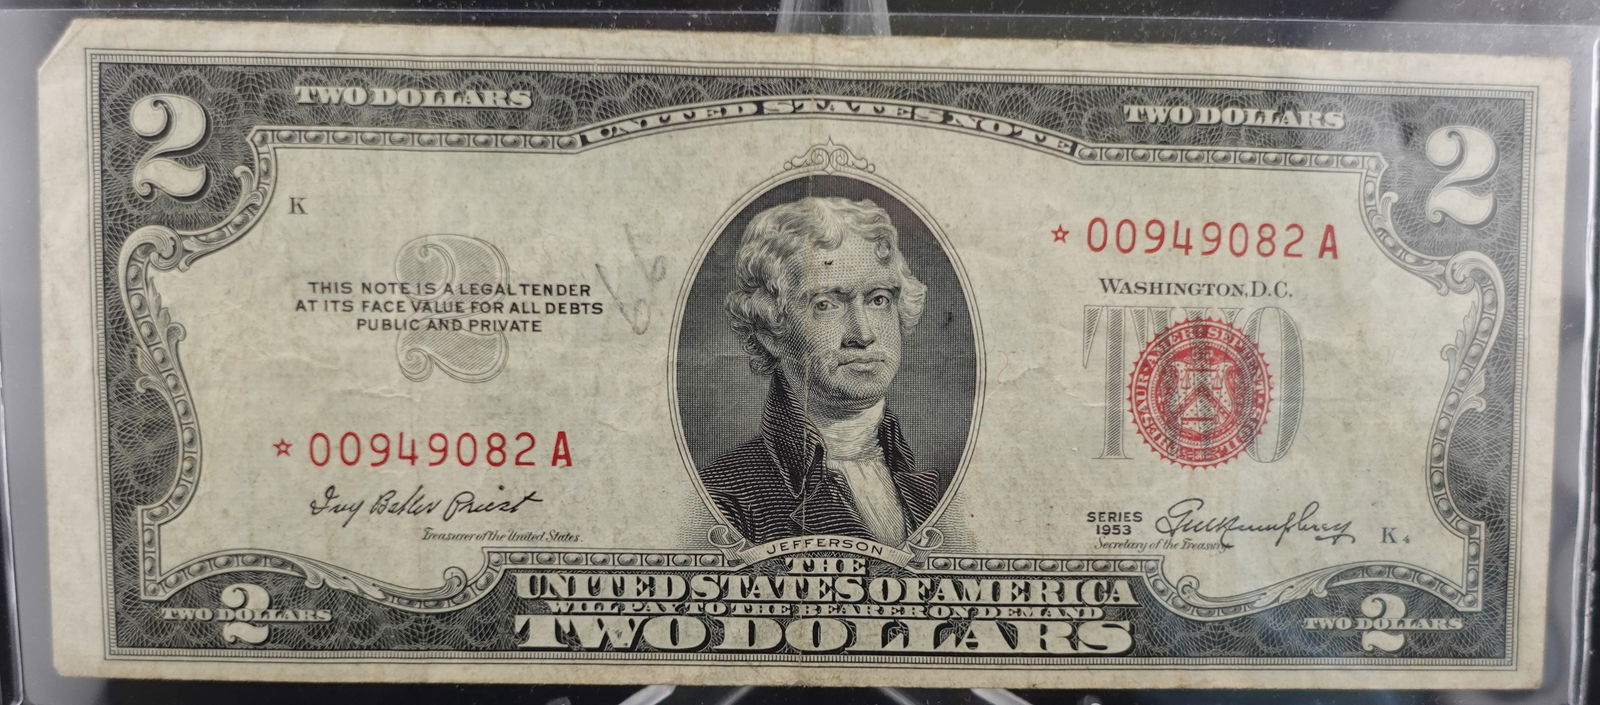 2 TWO DOLLARS UNITED STATES NOTE TWO DOLLARS 2
K
66
☆ 00949082 A
THIS NOTE IS A LEGAL TENDER
AT ITS FACE VALUE FOR ALL DEBTS
PUBLIC AND PRIVATE
2
WASHINGTON, D.C.
TWO
☆ 00949082 A
Ivy Baker Priest
Treasurer of the United States.
SERIES
1953
G M Humphrey
Secretary of the Treasury.
K 4
JEFFERSON
THE
UNITED STATES OF AMERICA
WILL PAY TO THE BEARER ON DEMAND
TWO DOLLARS
TWO DOLLARS 2
TWO DOLLARS 2